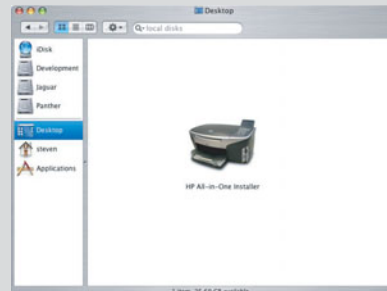 Desktop
local disks
iDisk
Development
Jaguar
Panther
Desktop
steven
Applications
HP All-in-One Installer